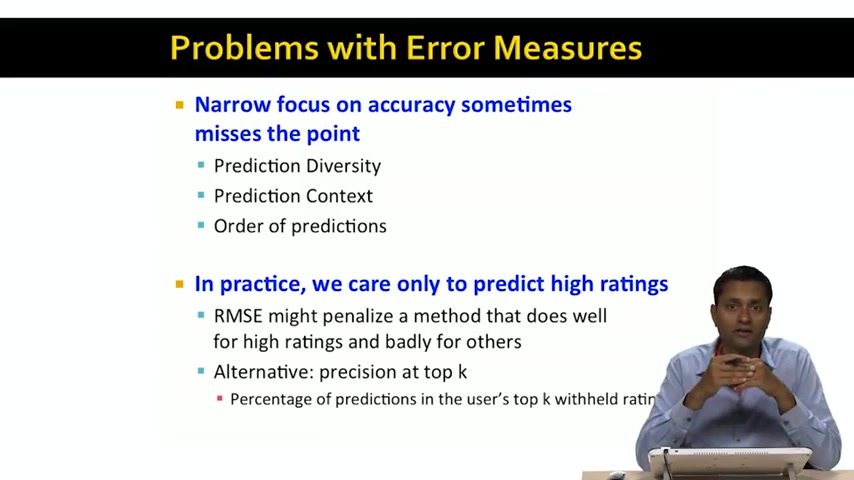 Problems with Error Measures
Narrow focus on accuracy sometimes
misses the point
Prediction Diversity
Prediction Context
Order of predictions
In practice, we care only to predict high ratings
RMSE might penalize a method that does well
for high ratings and badly for others
Alternative: precision at top k
Percentage of predictions in the user's top k withheld